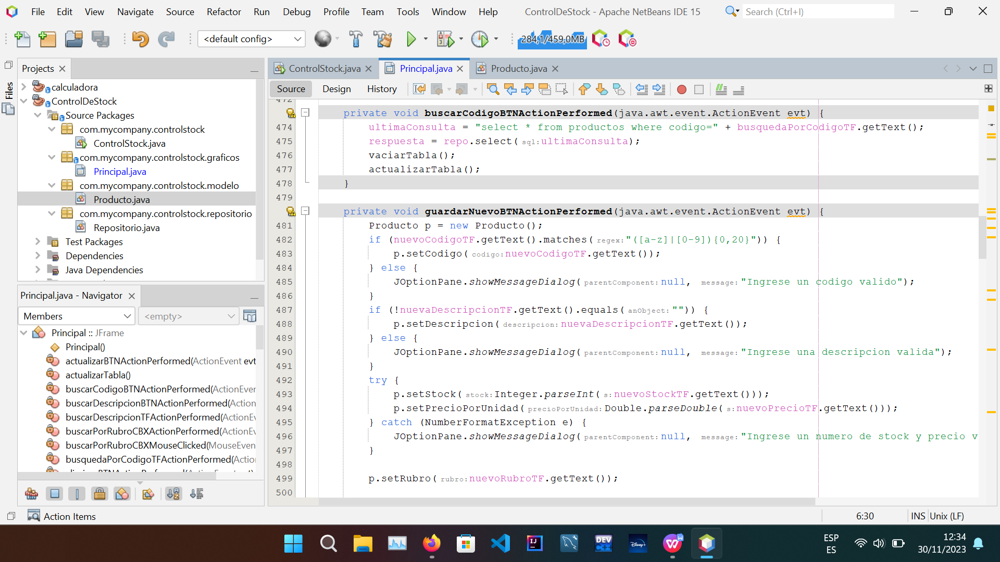 File Edit View Navigate Source Refactor Run Debug Profile Team Tools Window Help ControlDeStock - Apache NetBeans IDE 15 Search (Ctrl+I)
<default config> 284,1/459,0MB
Files
Projects
calculadora
ControlDeStock
Source Packages
com.mycompany.controlstock
ControlStock.java
com.mycompany.controlstock.graficos
Principal.java
com.mycompany.controlstock.modelo
Producto.java
com.mycompany.controlstock.repositorio
Repositorio.java
Test Packages
Dependencies
Java Dependencies
Principal.java - Navigator
Members <empty>
Principal :: JFrame
Principal()
actualizarBTNActionPerformed(ActionEvent evt
actualizarTabla()
buscarCodigoBTNActionPerformed(ActionEver
buscarDescripcionBTNActionPerformed(Action
buscarDescripcionTFActionPerformed(ActionEv
buscarPorRubroCBXActionPerformed(ActionEv
buscarPorRubroCBXMouseClicked(MouseEven
busquedaPorCodigoTFActionPerformed(Actio
ControlStock.java Principal.java Producto.java
Source Design History
472
private void buscarCodigoBTNActionPerformed(java.awt.event.ActionEvent evt) {
474 ultimaConsulta = "select * from productos where codigo=" + busquedaPorCodigoTF.getText();
475 respuesta = repo.select( sql: ultimaConsulta);
476 vaciarTabla();
477 actualizarTabla();
478 }
479
private void guardarNuevoBTNActionPerformed(java.awt.event.ActionEvent evt) {
481 Producto p = new Producto();
482 if (nuevoCodigoTF.getText().matches( regex: "([a-z]|[0-9]){0,20}")) {
483 p.setCodigo( codigo: nuevoCodigoTF.getText());
484 } else {
485 JOptionPane.showMessageDialog( parentComponent: null, message: "Ingrese un codigo valido");
486 }
487 if (!nuevaDescripcionTF.getText().equals( anObject: "")) {
488 p.setDescripcion( descripcion: nuevaDescripcionTF.getText());
489 } else {
490 JOptionPane.showMessageDialog( parentComponent: null, message: "Ingrese una descripcion valida");
491 }
492 try {
493 p.setStock( stock: Integer.parseInt( s: nuevoStockTF.getText()));
494 p.setPrecioPorUnidad( precioPorUnidad: Double.parseDouble( s: nuevoPrecioTF.getText()));
495 } catch (NumberFormatException e) {
496 JOptionPane.showMessageDialog( parentComponent: null, message: "Ingrese un numero de stock y precio v
497 }
498
499 p.setRubro( rubro: nuevoRubroTF.getText());
500
Action Items 6:30 INS Unix (LF)
IJ DEV C++ Disney+ W ESP ES 12:34 30/11/2023